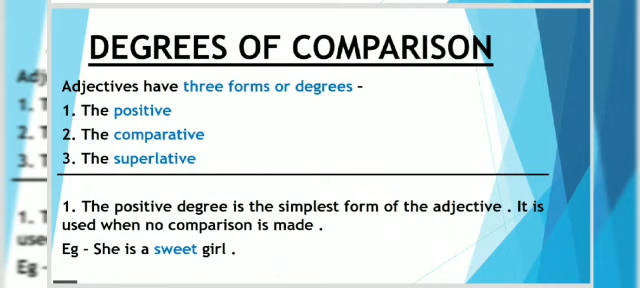 DEGREES OF COMPARISON
Adjectives have three forms or degrees –
1. The positive
2. The comparative
3. The superlative
1. The positive degree is the simplest form of the adjective . It is
used when no comparison is made .
Eg – She is a sweet girl .